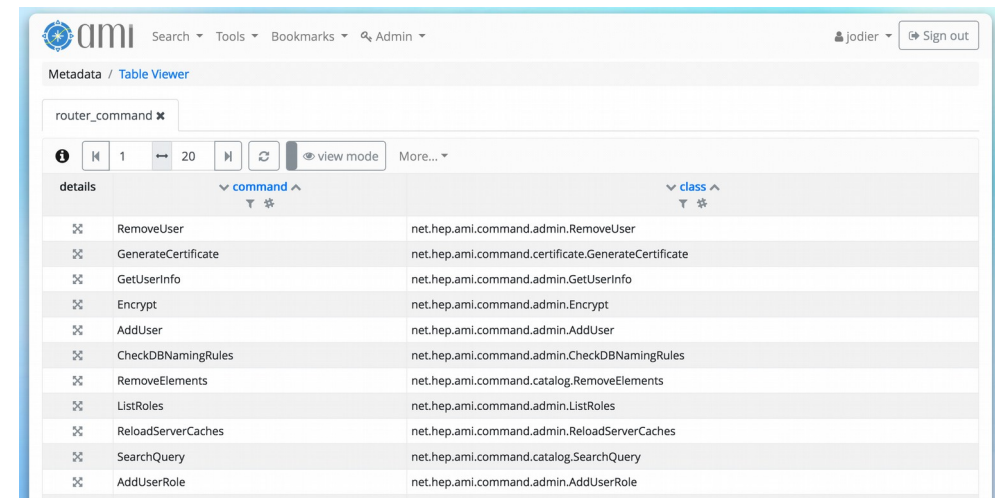 ami Search Tools Bookmarks Admin jodier Sign out
Metadata / Table Viewer
router_command
1 20 view mode More...
details command class
RemoveUser net.hep.ami.command.admin.RemoveUser
GenerateCertificate net.hep.ami.command.certificate.GenerateCertificate
GetUserInfo net.hep.ami.command.admin.GetUserInfo
Encrypt net.hep.ami.command.admin.Encrypt
AddUser net.hep.ami.command.admin.AddUser
CheckDBNamingRules net.hep.ami.command.admin.CheckDBNamingRules
RemoveElements net.hep.ami.command.catalog.RemoveElements
ListRoles net.hep.ami.command.admin.ListRoles
ReloadServerCaches net.hep.ami.command.admin.ReloadServerCaches
SearchQuery net.hep.ami.command.catalog.SearchQuery
AddUserRole net.hep.ami.command.admin.AddUserRole